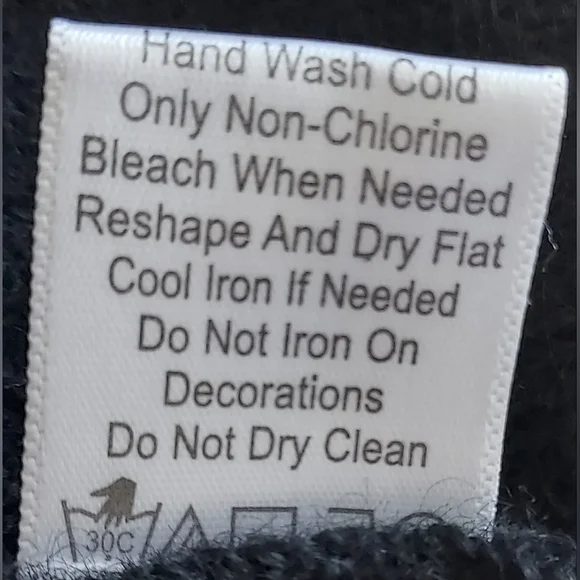 Hand Wash Cold
Only Non-Chlorine
Bleach When Needed
Reshape And Dry Flat
Cool Iron If Needed
Do Not Iron On
Decorations
Do Not Dry Clean
30C